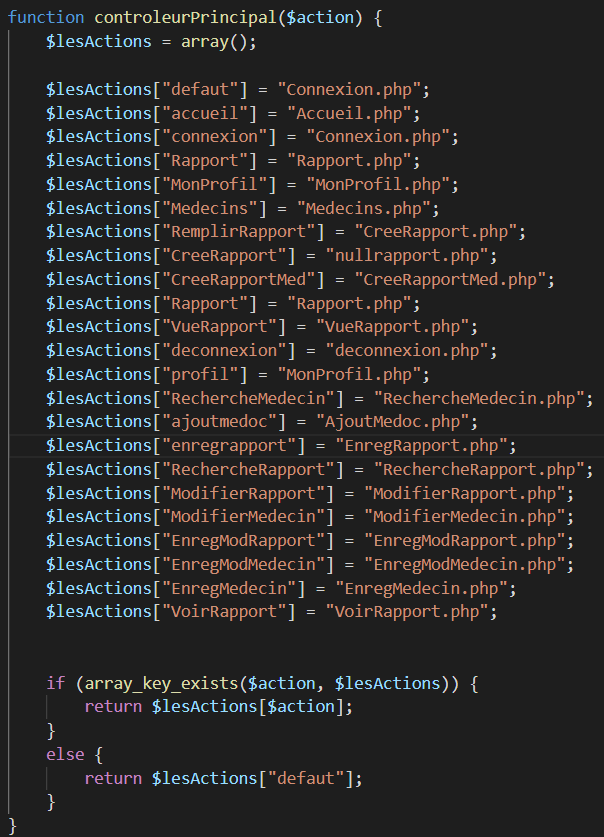 function controleurPrincipal($action) {
$lesActions = array();
$lesActions["defaut"] = "Connexion.php";
$lesActions["accueil"] = "Accueil.php";
$lesActions["connexion"] = "Connexion.php";
$lesActions["Rapport"] = "Rapport.php";
$lesActions["MonProfil"] = "MonProfil.php";
$lesActions["Medecins"] = "Medecins.php";
$lesActions["RemplirRapport"] = "CreeRapport.php";
$lesActions["CreeRapport"] = "nullrapport.php";
$lesActions["CreeRapportMed"] = "CreeRapportMed.php";
$lesActions["Rapport"] = "Rapport.php";
$lesActions["VueRapport"] = "VueRapport.php";
$lesActions["deconnexion"] = "deconnexion.php";
$lesActions["profil"] = "MonProfil.php";
$lesActions["RechercheMedecin"] = "RechercheMedecin.php";
$lesActions["ajoutmedoc"] = "AjoutMedoc.php";
$lesActions["enregrapport"] = "EnregRapport.php";
$lesActions["RechercheRapport"] = "RechercheRapport.php";
$lesActions["ModifierRapport"] = "ModifierRapport.php";
$lesActions["ModifierMedecin"] = "ModifierMedecin.php";
$lesActions["EnregModRapport"] = "EnregModRapport.php";
$lesActions["EnregModMedecin"] = "EnregModMedecin.php";
$lesActions["EnregMedecin"] = "EnregMedecin.php";
$lesActions["VoirRapport"] = "VoirRapport.php";
if (array_key_exists($action, $lesActions)) {
return $lesActions[$action];
}
else {
return $lesActions["defaut"];
}
}